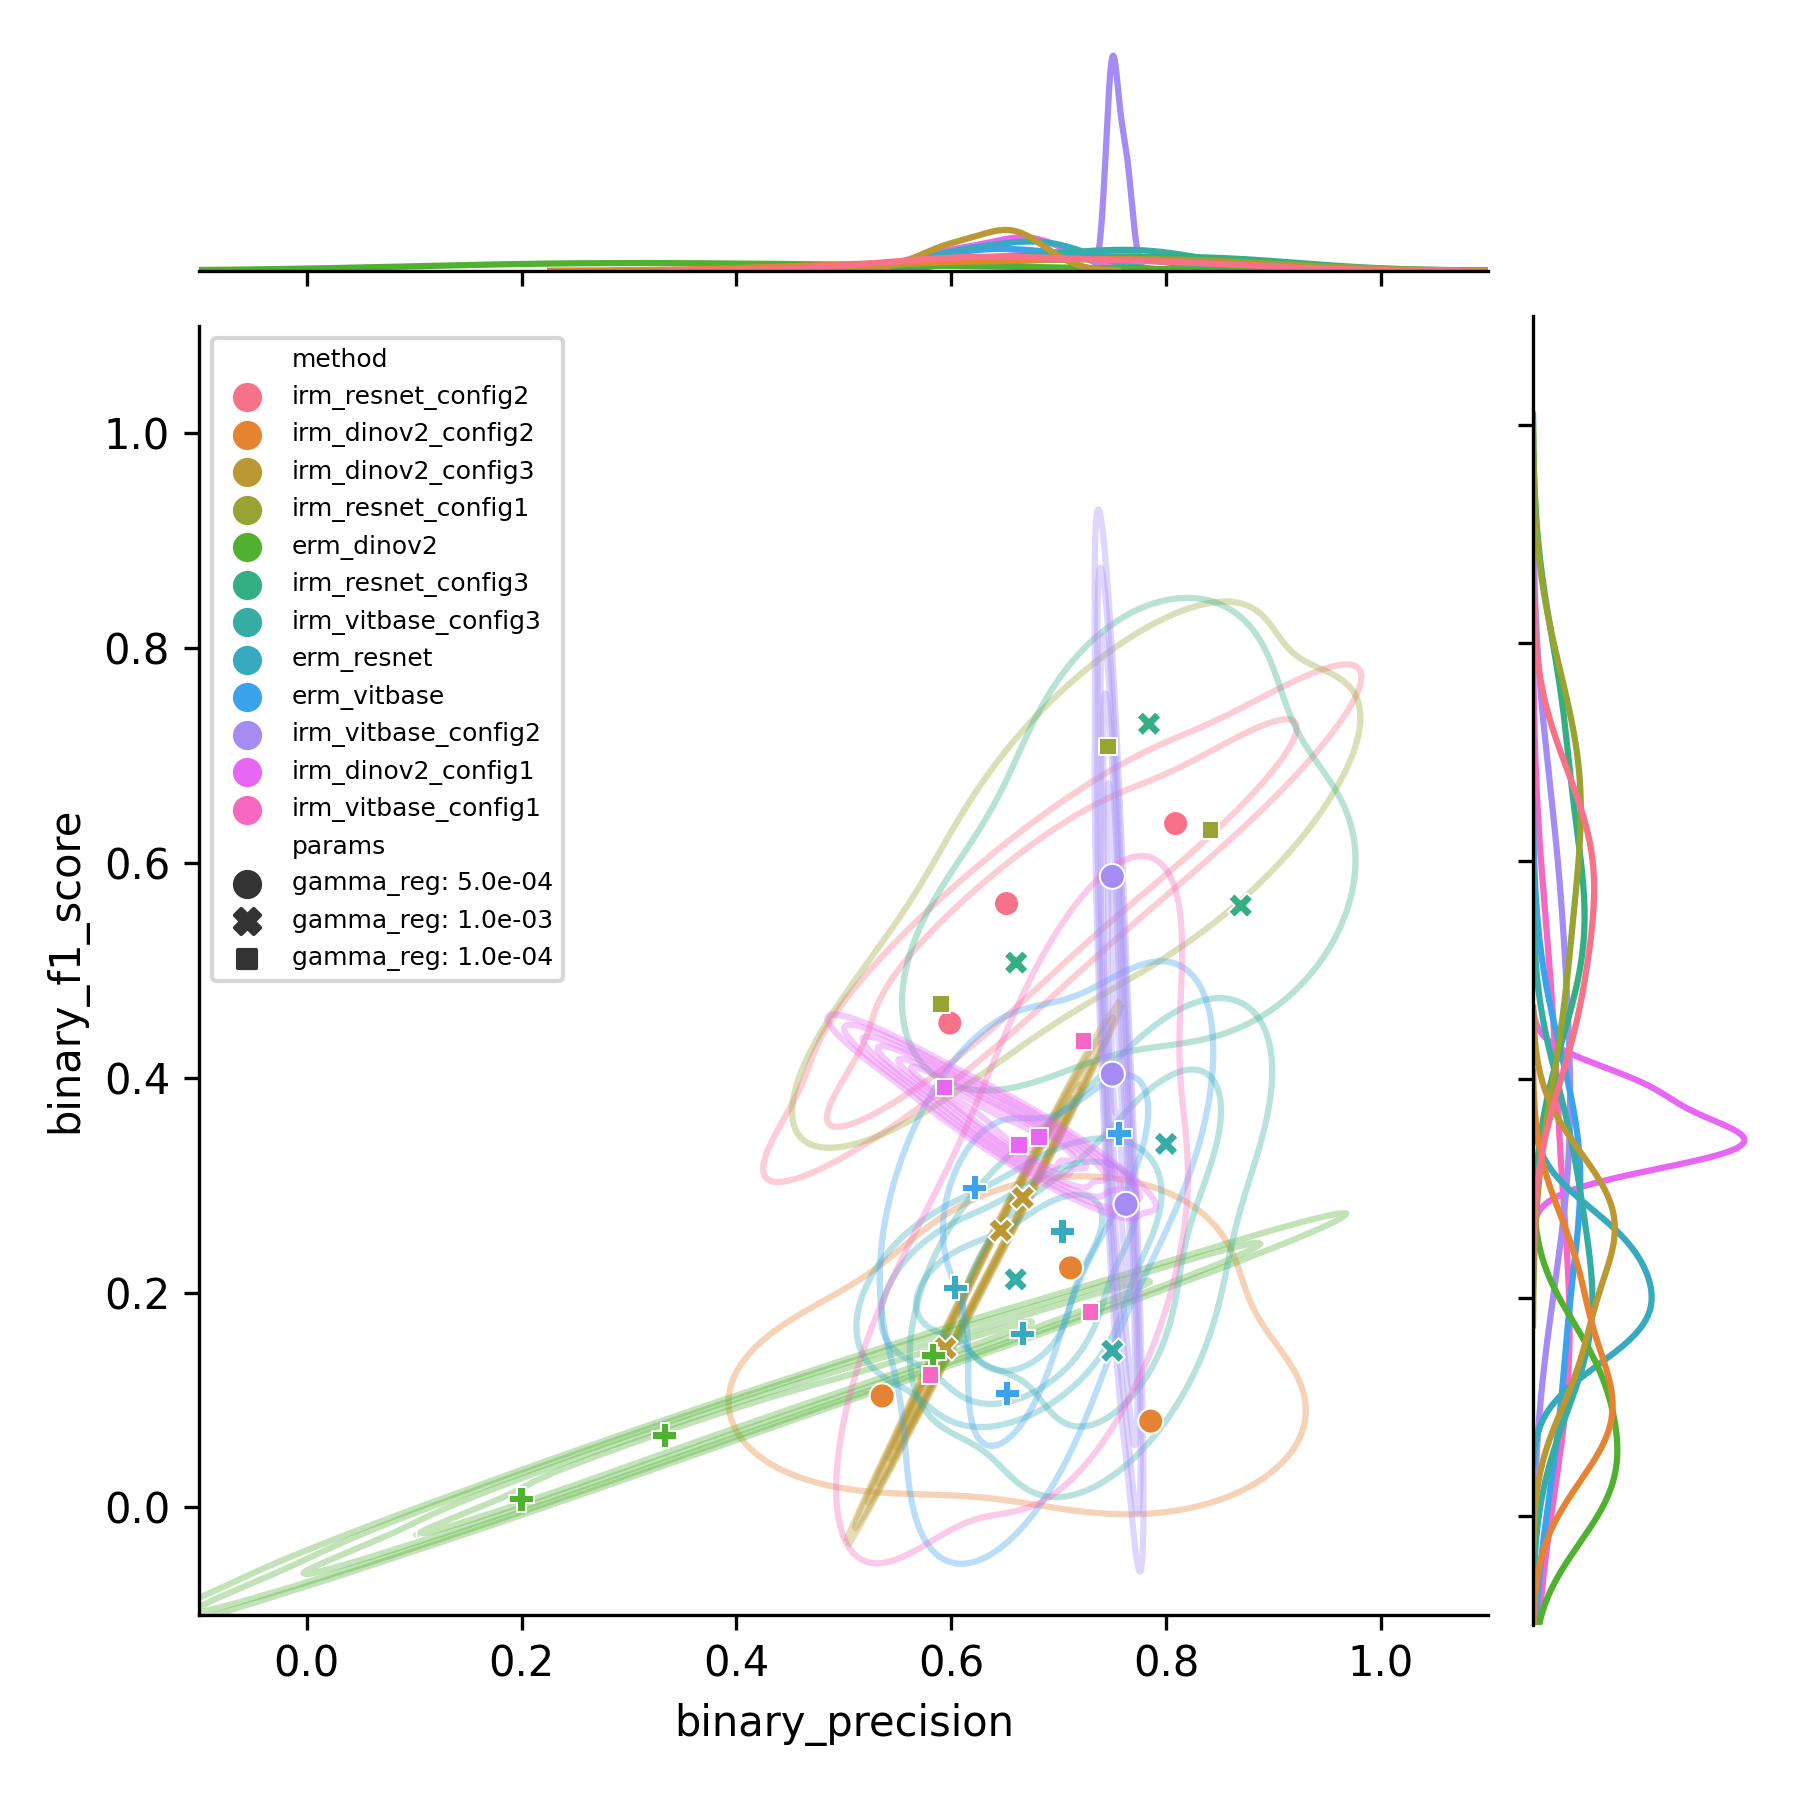 method
irm_resnet_config2
irm_dinov2_config2
irm_dinov2_config3
irm_resnet_config1
erm_dinov2
irm_resnet_config3
irm_vitbase_config3
erm_resnet
erm_vitbase
irm_vitbase_config2
irm_dinov2_config1
irm_vitbase_config1
params
gamma_reg: 5.0e-04
gamma_reg: 1.0e-03
gamma_reg: 1.0e-04
1.0
0.8
0.6
0.4
0.2
0.0
binary_f1_score
0.0 0.2 0.4 0.6 0.8 1.0
binary_precision